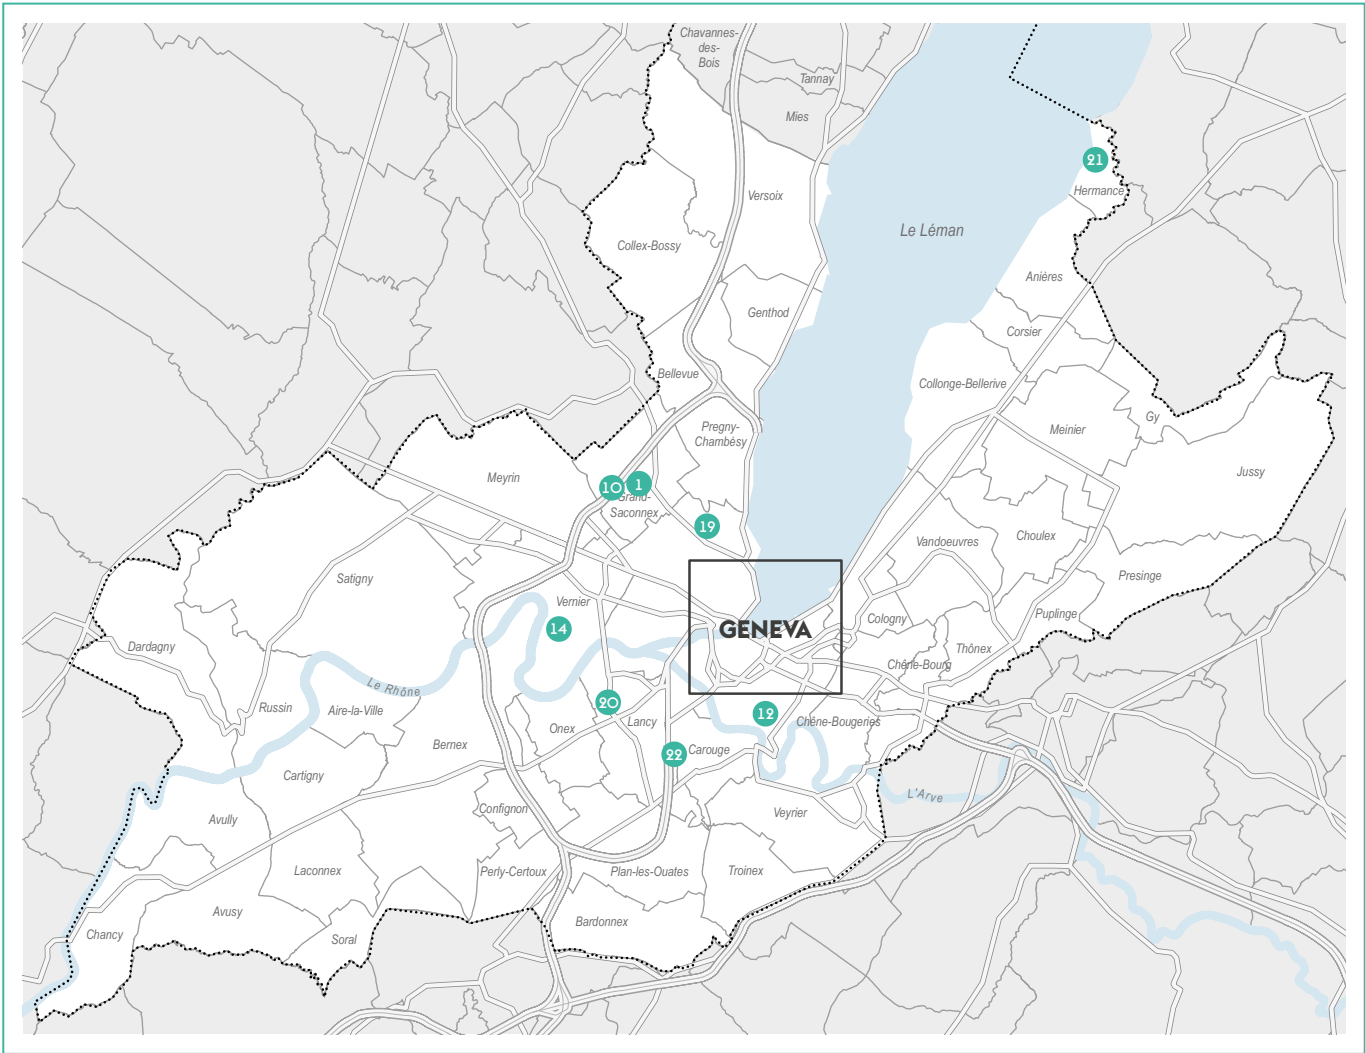 Chavannes-
des-
Bois
Tannay
Mies
21
Hermance
Versoix
Le Léman
Collex-Bossy
Anières
Genthod
Corsier
Bellevue
Collonge-Bellerive
Gy
Pregny-
Chambésy
Meinier
Jussy
Meyrin
10
1
Grand-
Saconnex
19
Vandoeuvres
Choulex
Satigny
Presinge
Vernier
14
GENEVA
Cologny
Puplinge
Dardagny
Thônex
Chêne-Bourg
Le Rhône
Russin
Aire-la-Ville
20
Lancy
12
Chêne-Bougeries
Onex
Bernex
22
Carouge
Cartigny
L'Arve
Confignon
Veyrier
Avully
Laconnex
Perly-Certoux
Plan-les-Ouates
Troinex
Avusy
Bardonnex
Chancy
Soral